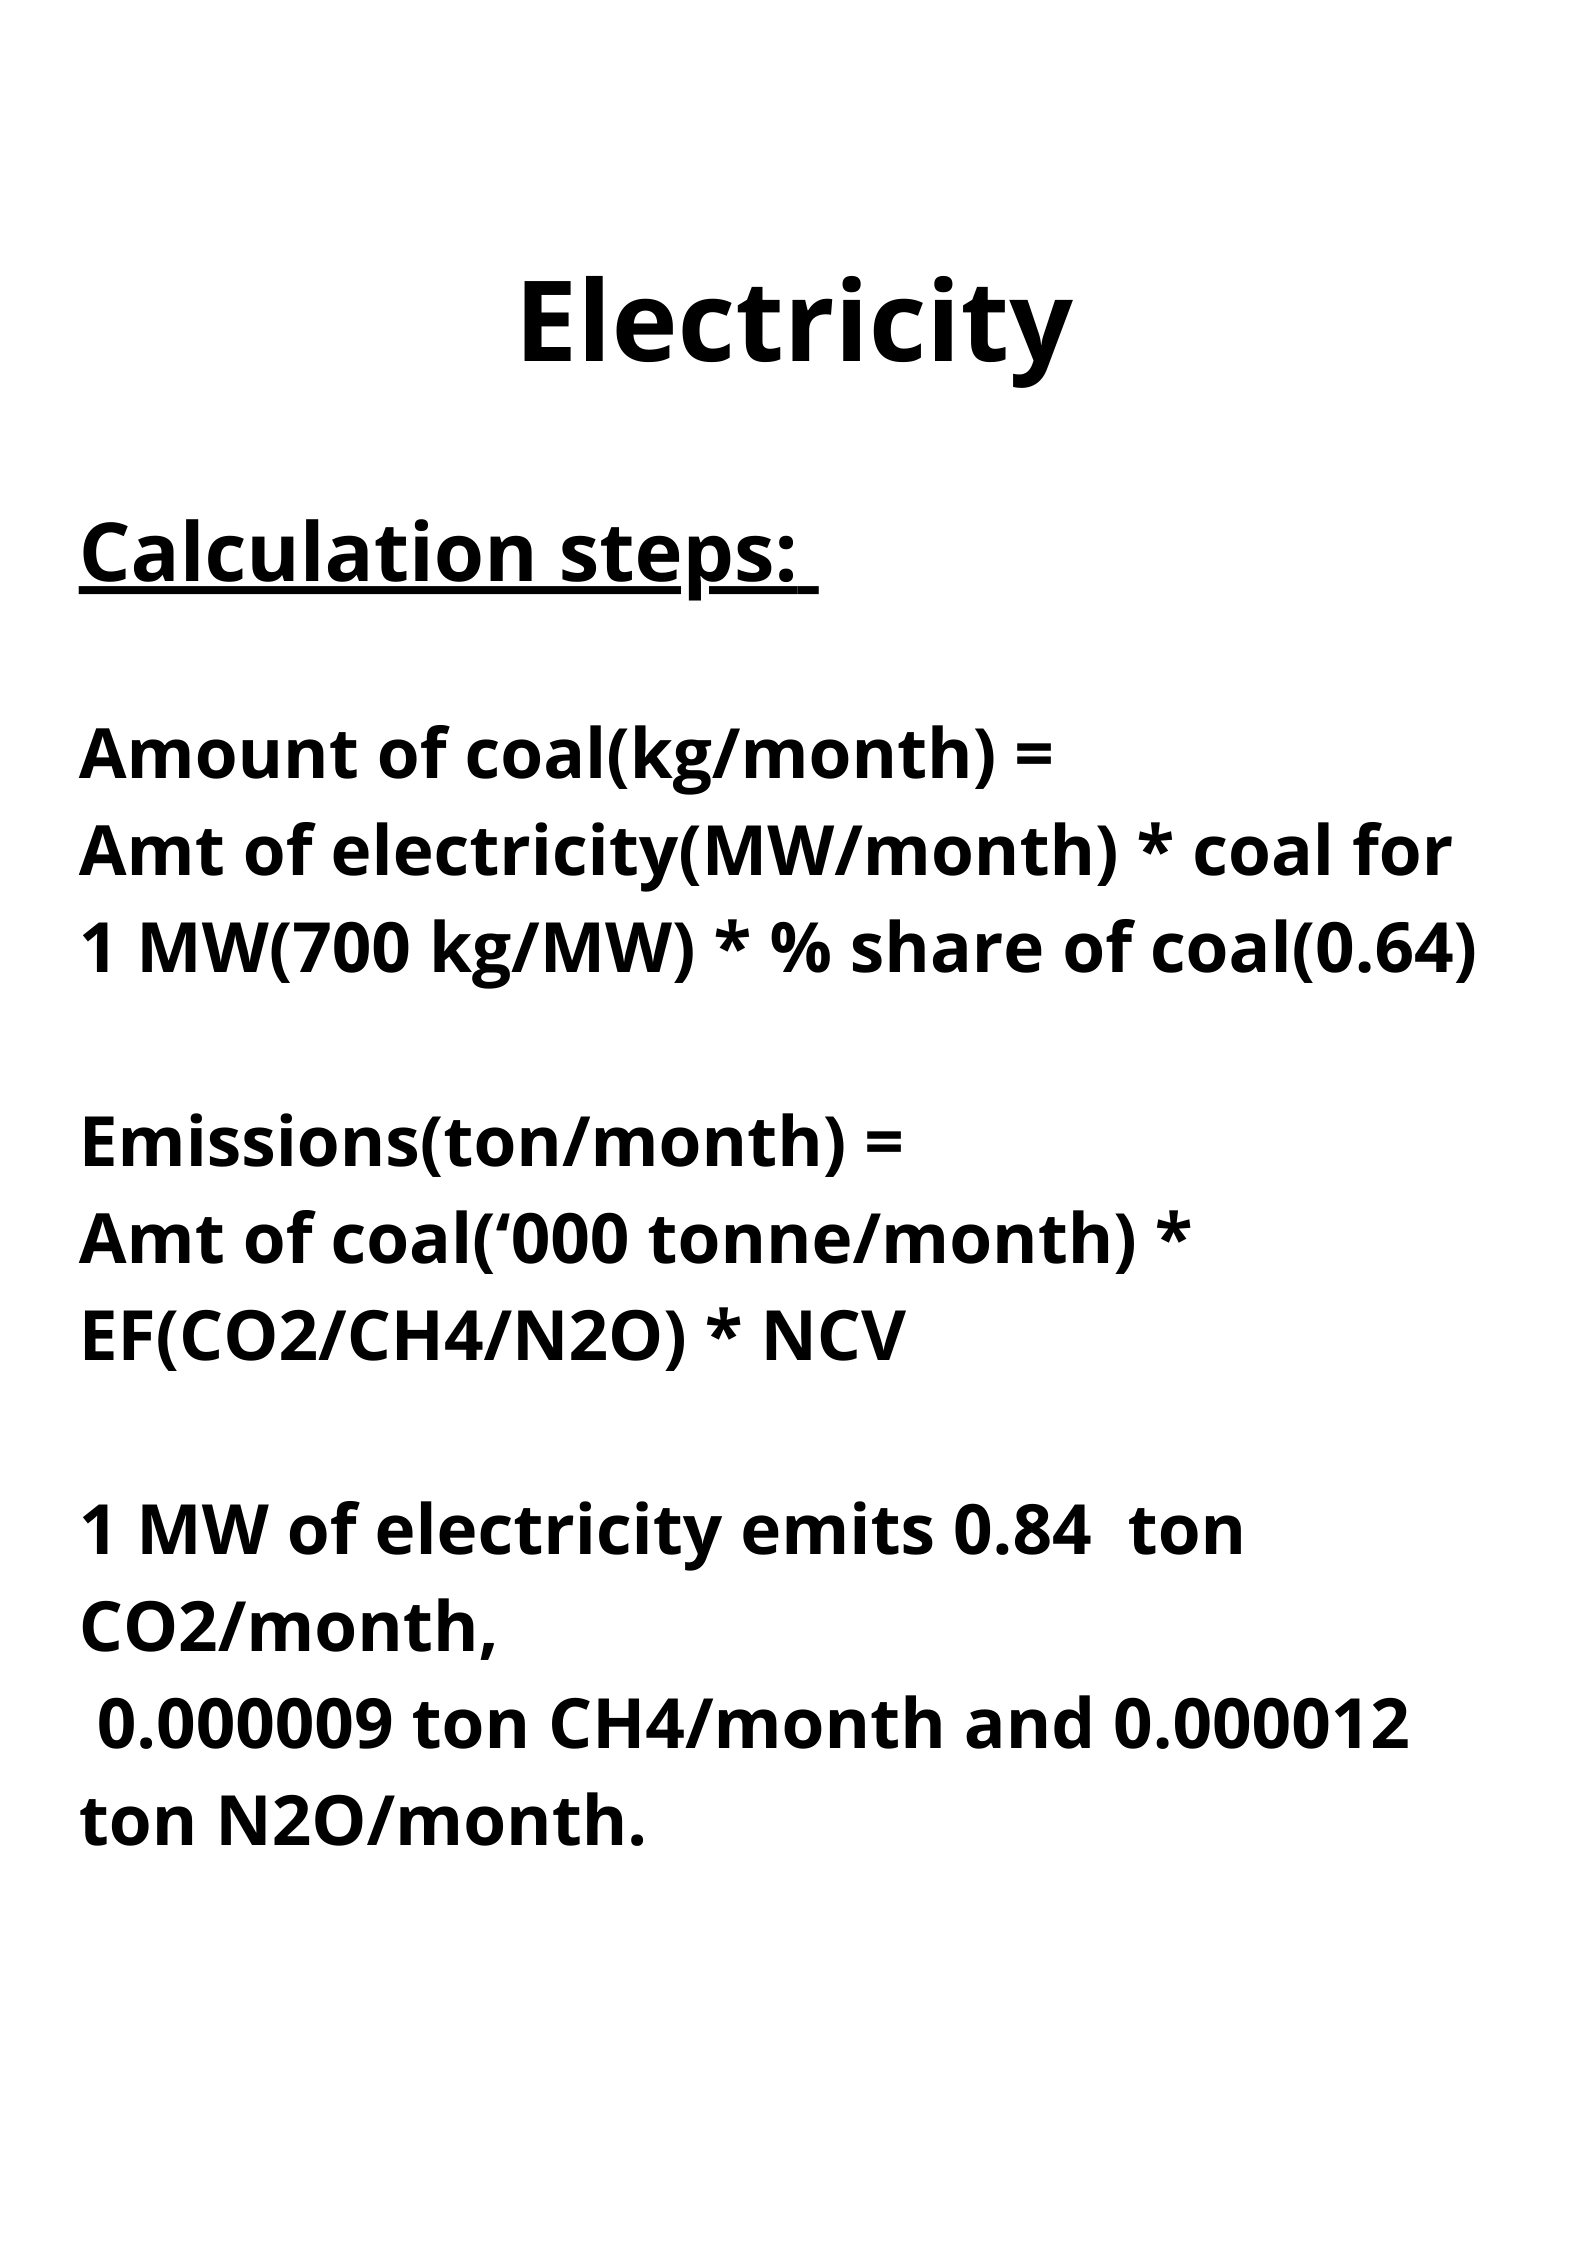 Electricity
Calculation steps:
Amount of coal(kg/month) =
Amt of electricity(MW/month) * coal for
1 MW(700 kg/MW) * % share of coal(0.64)
Emissions(ton/month) =
Amt of coal(‘000 tonne/month) *
EF(CO2/CH4/N2O) * NCV
1 MW of electricity emits 0.84  ton
CO2/month,
0.000009 ton CH4/month and 0.000012
ton N2O/month.